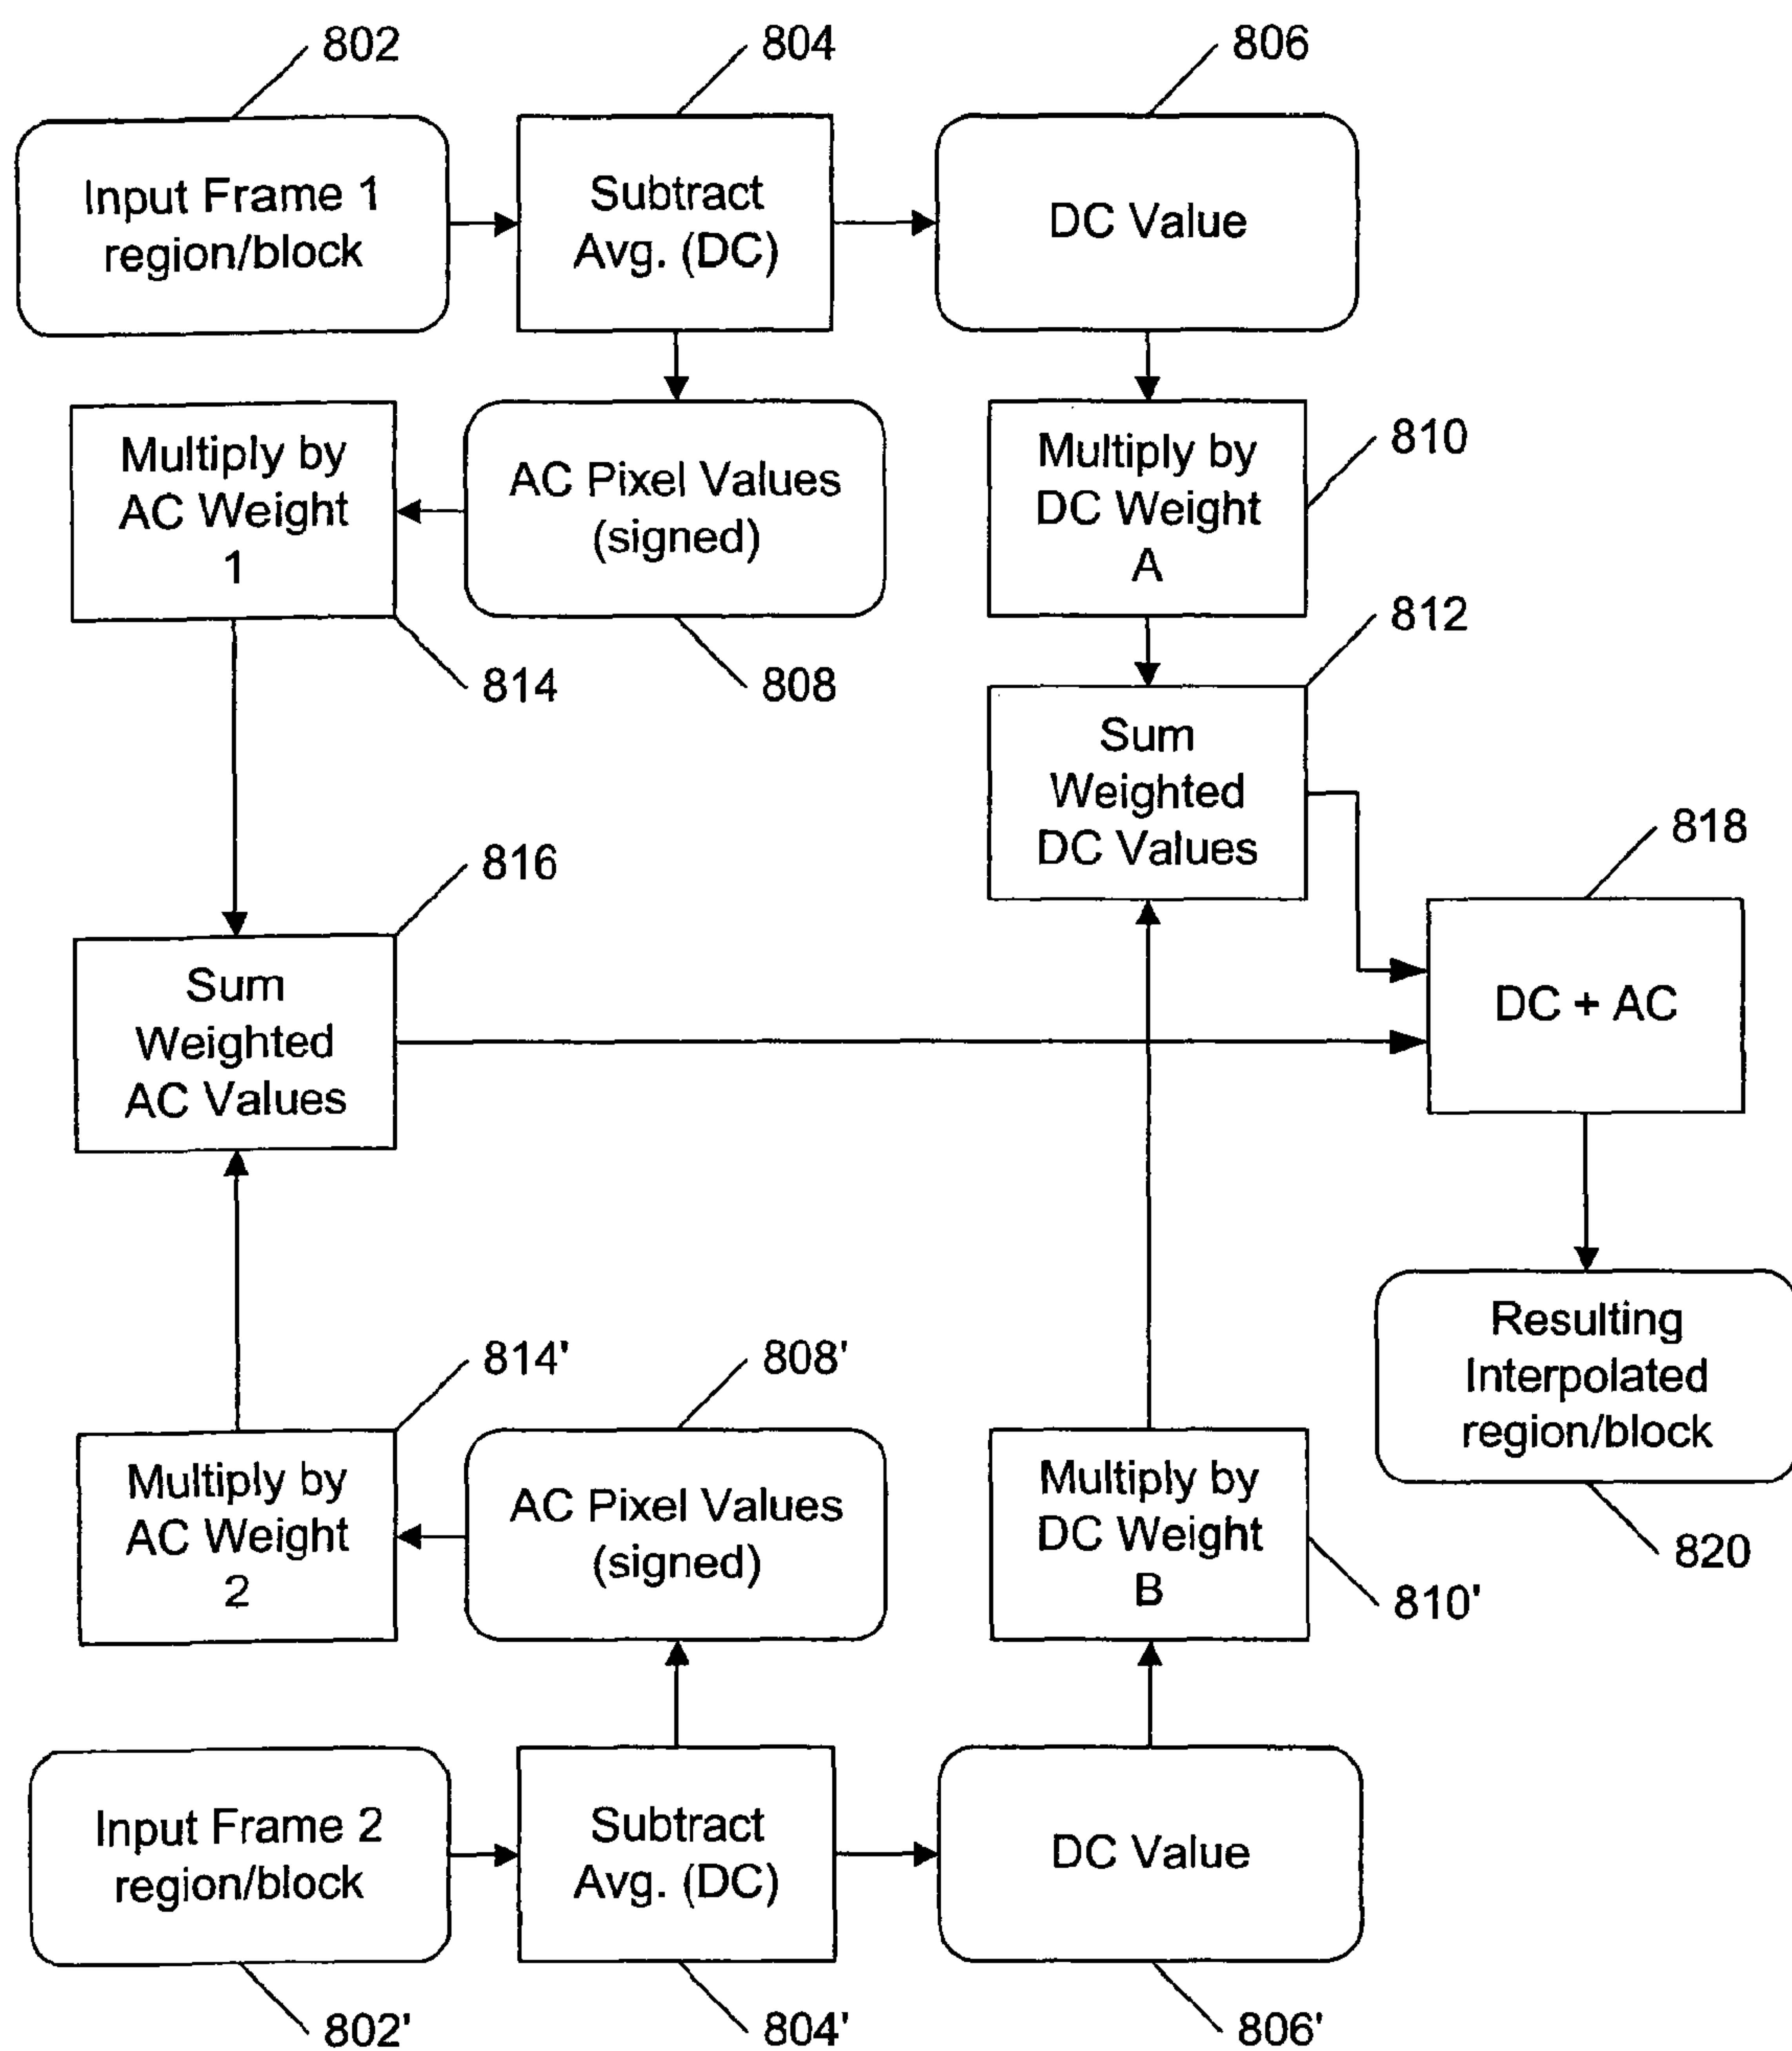 802
804
806
Input Frame 1
region/block
Subtract
Avg. (DC)
DC Value
Multiply by
AC Weight
1
AC Pixel Values
(signed)
Multiply by
DC Weight
A
810
812
814
808
Sum
Weighted
DC Values
818
816
Sum
Weighted
AC Values
DC + AC
814'
808'
Resulting
Interpolated
region/block
Multiply by
AC Weight
2
AC Pixel Values
(signed)
Multiply by
DC Weight
B
820
810'
Input Frame 2
region/block
Subtract
Avg. (DC)
DC Value
802'
804'
806'